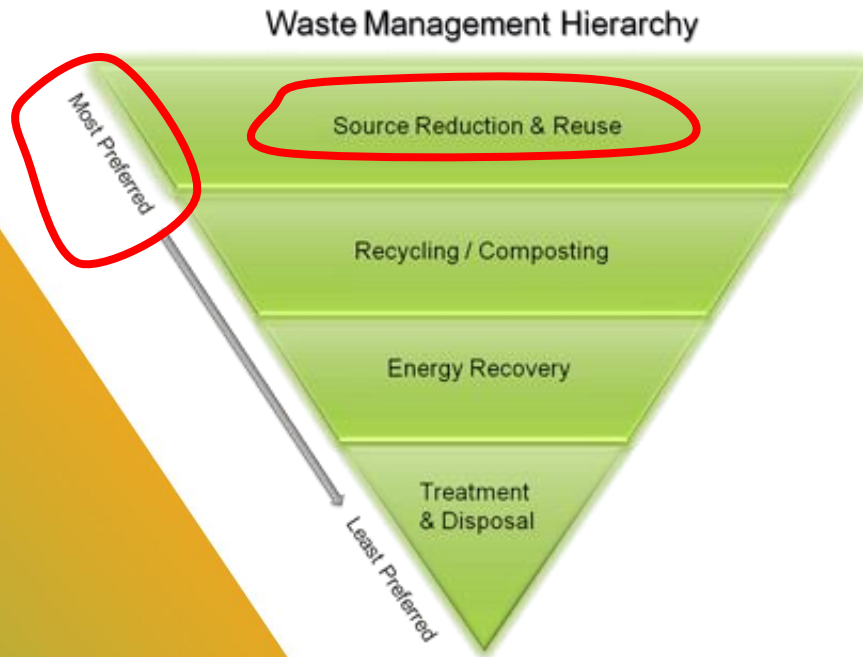 Waste Management Hierarchy
Most Preferred
Source Reduction & Reuse
Recycling / Composting
Energy Recovery
Treatment
& Disposal
Least Preferred